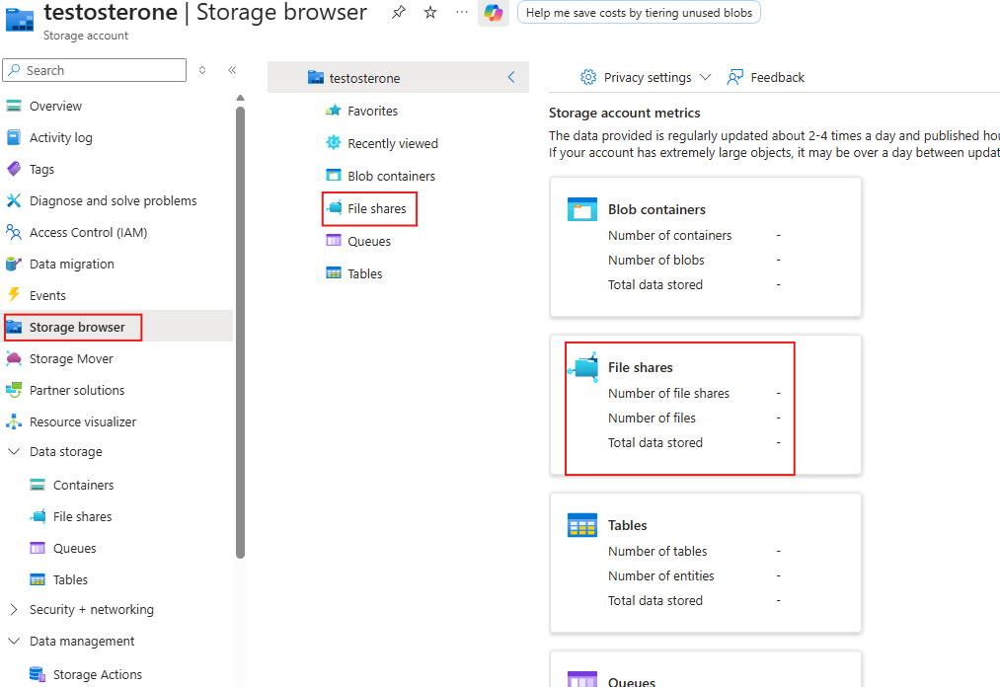 testosterone | Storage browser
Help me save costs by tiering unused blobs
Storage account
Search
Overview
Activity log
Tags
Diagnose and solve problems
Access Control (IAM)
Data migration
Events
Storage browser
Storage Mover
Partner solutions
Resource visualizer
Data storage
Containers
File shares
Queues
Tables
Security + networking
Data management
Storage Actions
testosterone
Favorites
Recently viewed
Blob containers
File shares
Queues
Tables
Privacy settings
Feedback
Storage account metrics
The data provided is regularly updated about 2-4 times a day and published
If your account has extremely large objects, it may be over a day between
Blob containers
Number of containers -
Number of blobs -
Total data stored -
File shares
Number of file shares -
Number of files -
Total data stored -
Tables
Number of tables -
Number of entities -
Total data stored -
Queues